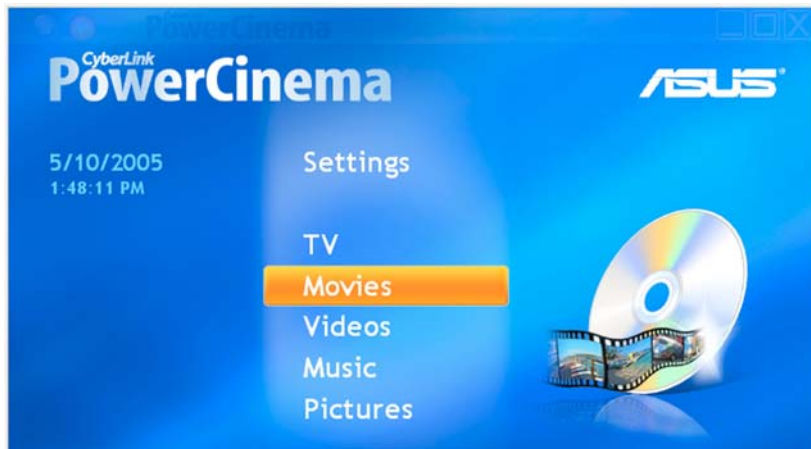 PowerCinema
CyberLink
PowerCinema
ASUS
5/10/2005
1:48:11 PM
Settings
TV
Movies
Videos
Music
Pictures